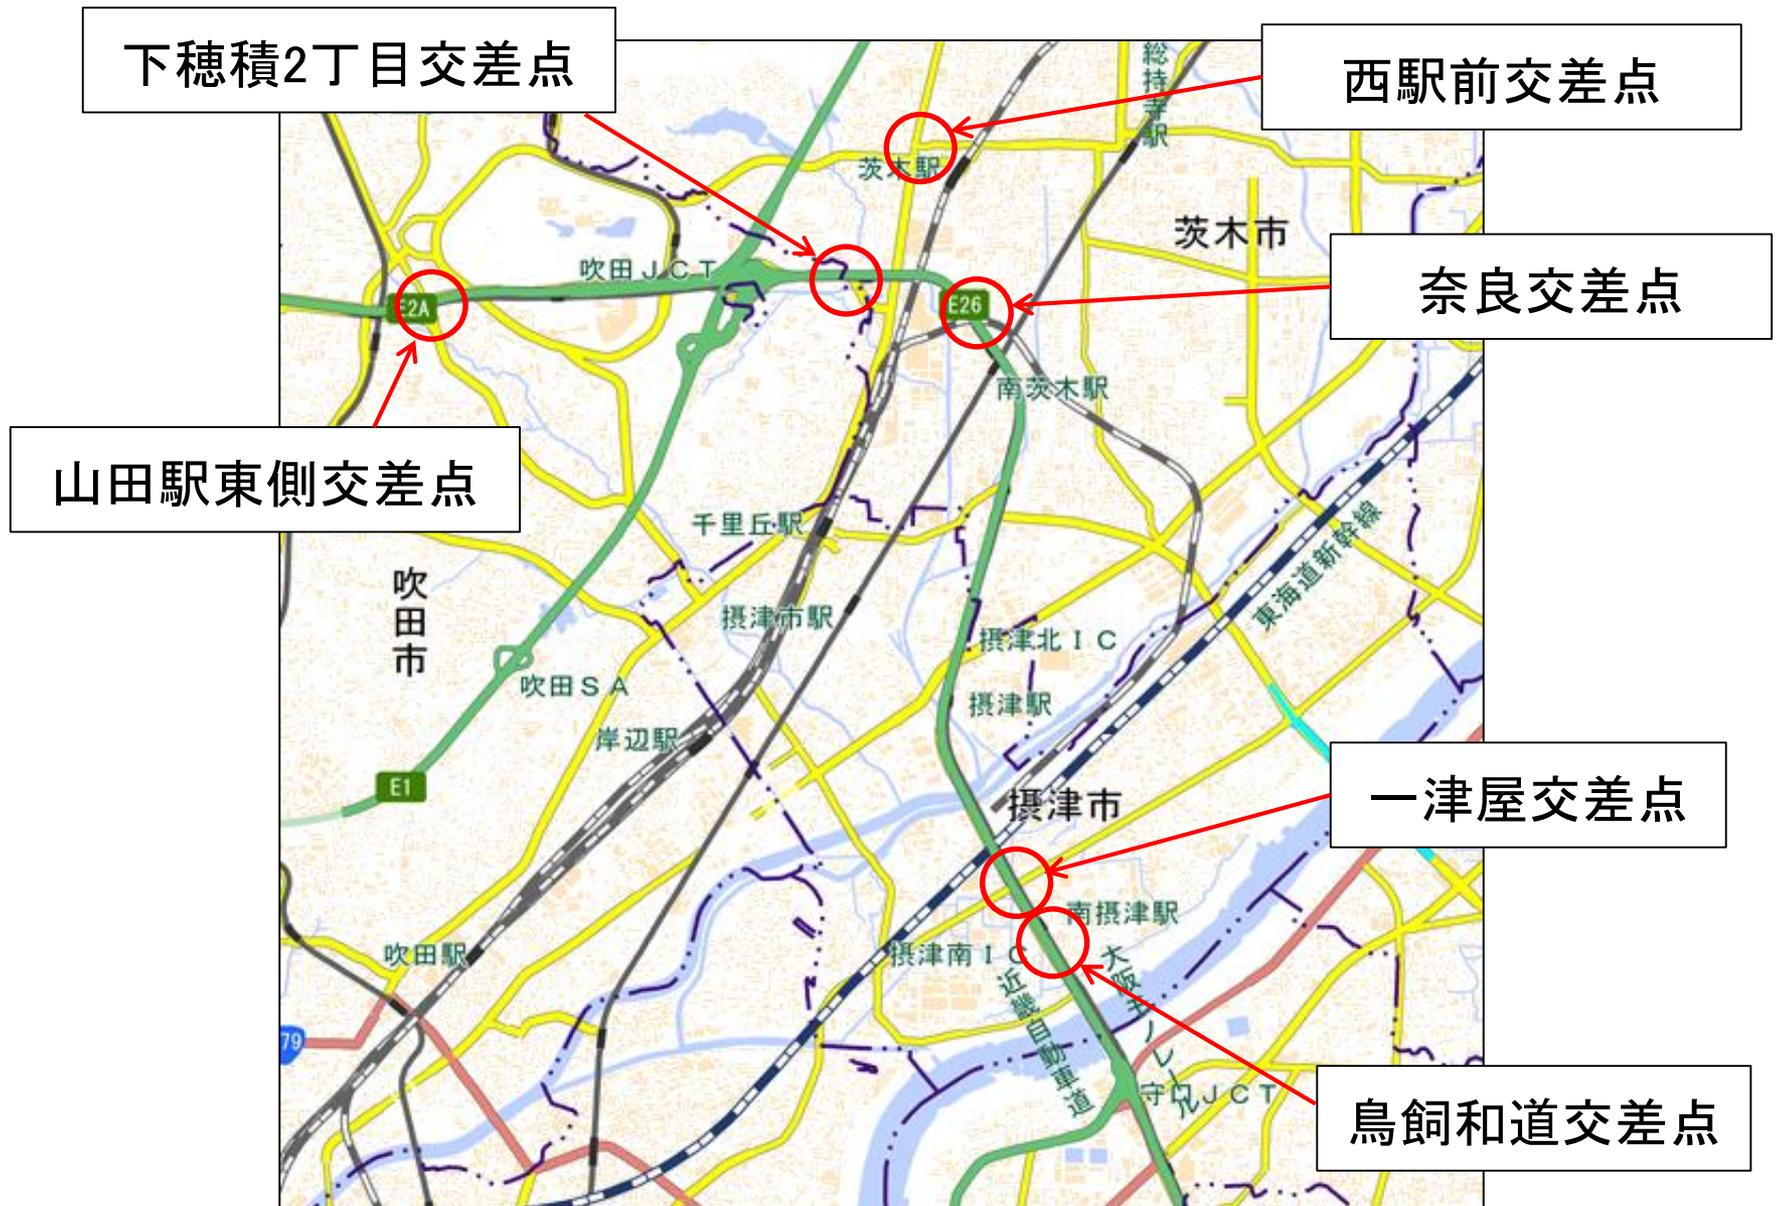 下穂積2丁目交差点
西駅前交差点
総持寺駅
茨木駅
茨木市
奈良交差点
吹田JCT
E2A
E26
南茨木駅
山田駅東側交差点
千里丘駅
東海道新幹線
吹田市
摂津市駅
摂津北IC
吹田SA
摂津駅
岸辺駅
E1
摂津市
一津屋交差点
南摂津駅
吹田駅
摂津南IC
大阪モノレール
近畿自動車道
79
守口JCT
鳥飼和道交差点